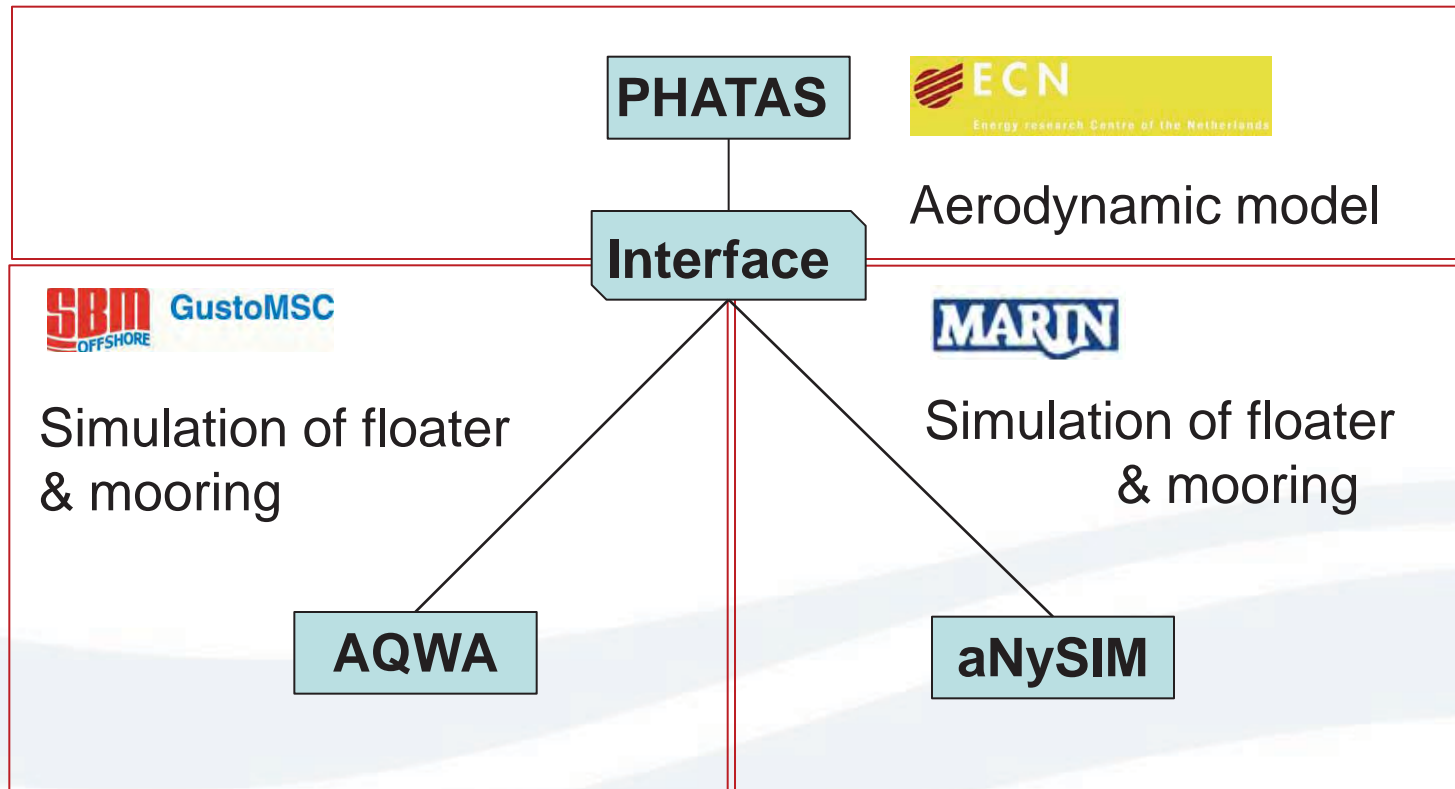 PHATAS
ECN
Energy research Centre of the Netherlands
Aerodynamic model
Interface
SBM
OFFSHORE
GustoMSC
Simulation of floater
& mooring
MARIN
Simulation of floater
& mooring
AQWA
aNySIM